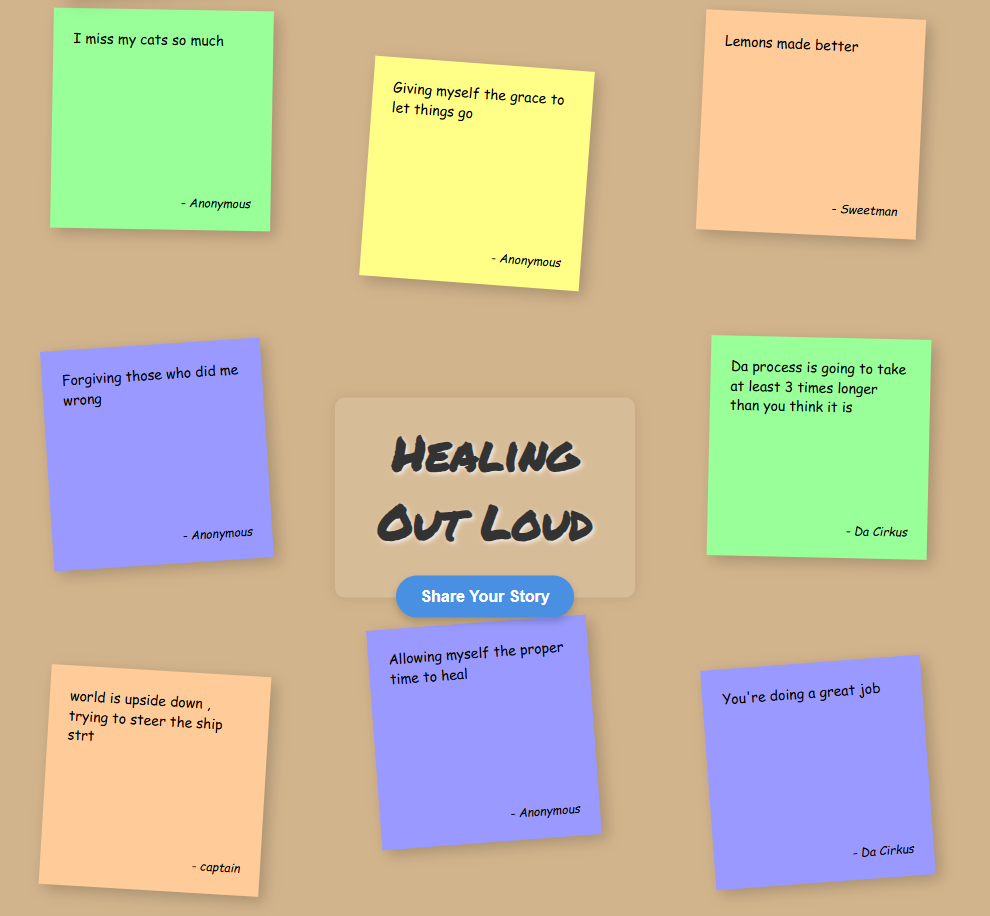 I miss my cats so much
- Anonymous
Giving myself the grace to
let things go
- Anonymous
Lemons made better
- Sweetman
Forgiving those who did me
wrong
- Anonymous
Healing
Out Loud
Share Your Story
Da process is going to take
at least 3 times longer
than you think it is
- Da Cirkus
world is upside down ,
trying to steer the ship
strt
- captain
Allowing myself the proper
time to heal
- Anonymous
You're doing a great job
- Da Cirkus